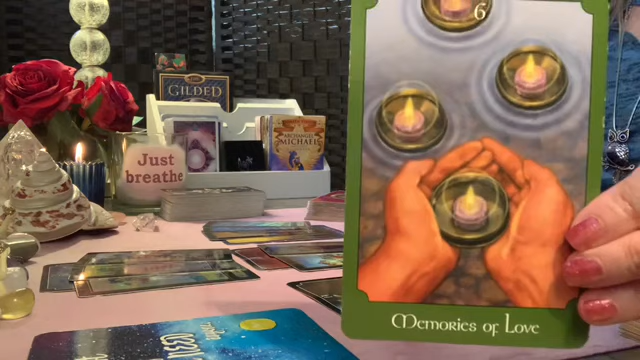 6
GILDED
ARCHANGEL
MICHAEL
Just
breathe
Memories of Love